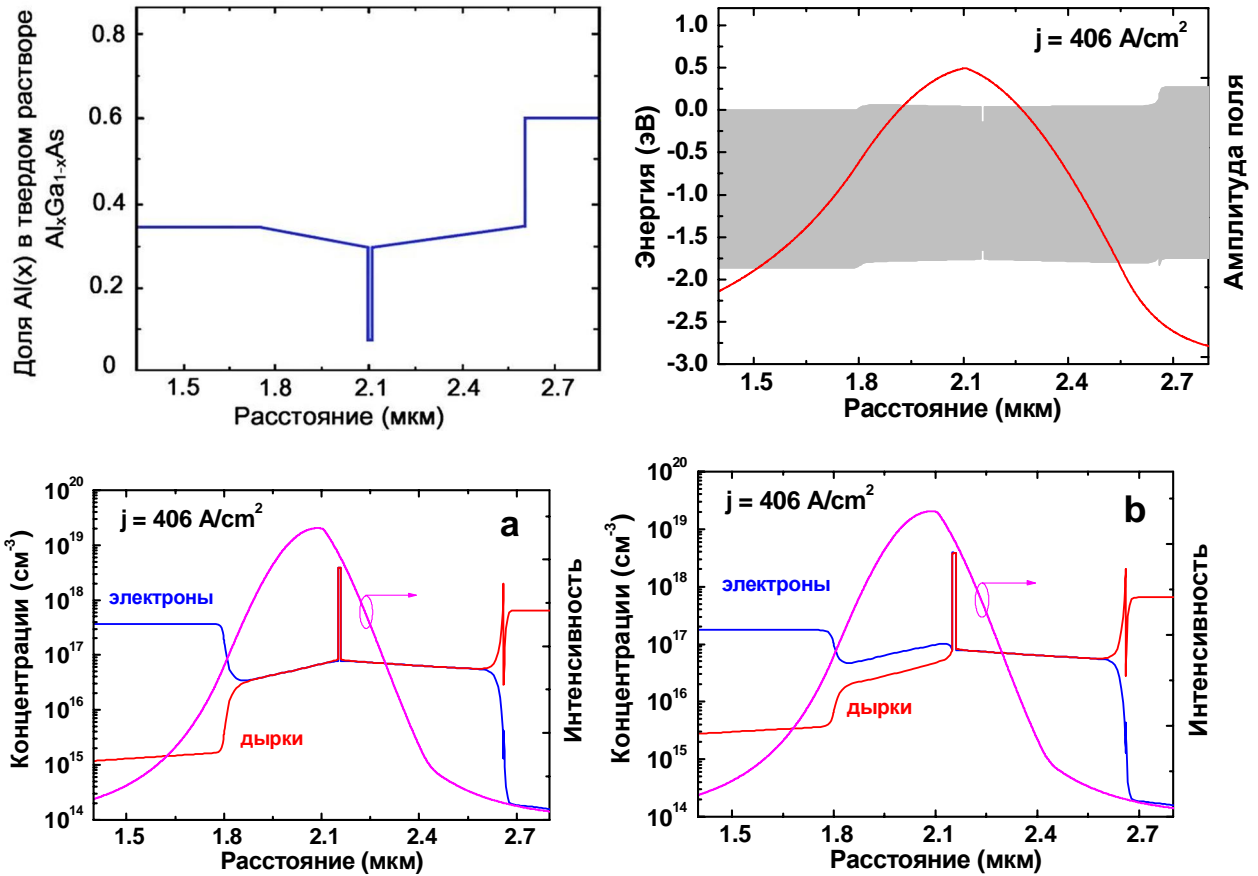 Доля Al(x) в твердом растворе
AlxGa1-xAs
0.8
0.6
0.4
0.2
0
1.5
1.8
2.1
2.4
2.7
Расстояние (мкм)
j = 406 A/cm2
Энергия (эВ)
1.0
0.5
0.0
-0.5
-1.0
-1.5
-2.0
-2.5
-3.0
1.5
1.8
2.1
2.4
2.7
Расстояние (мкм)
Амплитуда поля
j = 406 A/cm2
a
Концентрации (см-3)
1020
1019
1018
1017
1016
1015
1014
электроны
дырки
1.5
1.8
2.1
2.4
2.7
Расстояние (мкм)
Интенсивность
j = 406 A/cm2
b
Концентрации (см-3)
1020
1019
1018
1017
1016
1015
1014
электроны
дырки
1.5
1.8
2.1
2.4
2.7
Расстояние (мкм)
Интенсивность